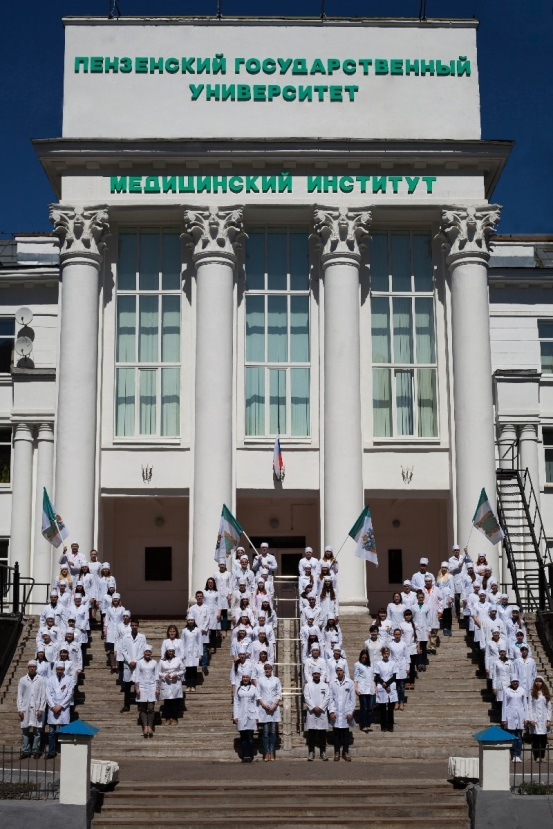 ПЕНЗЕНСКИЙ ГОСУДАРСТВЕННЫЙ
УНИВЕРСИТЕТ
МЕДИЦИНСКИЙ ИНСТИТУТ